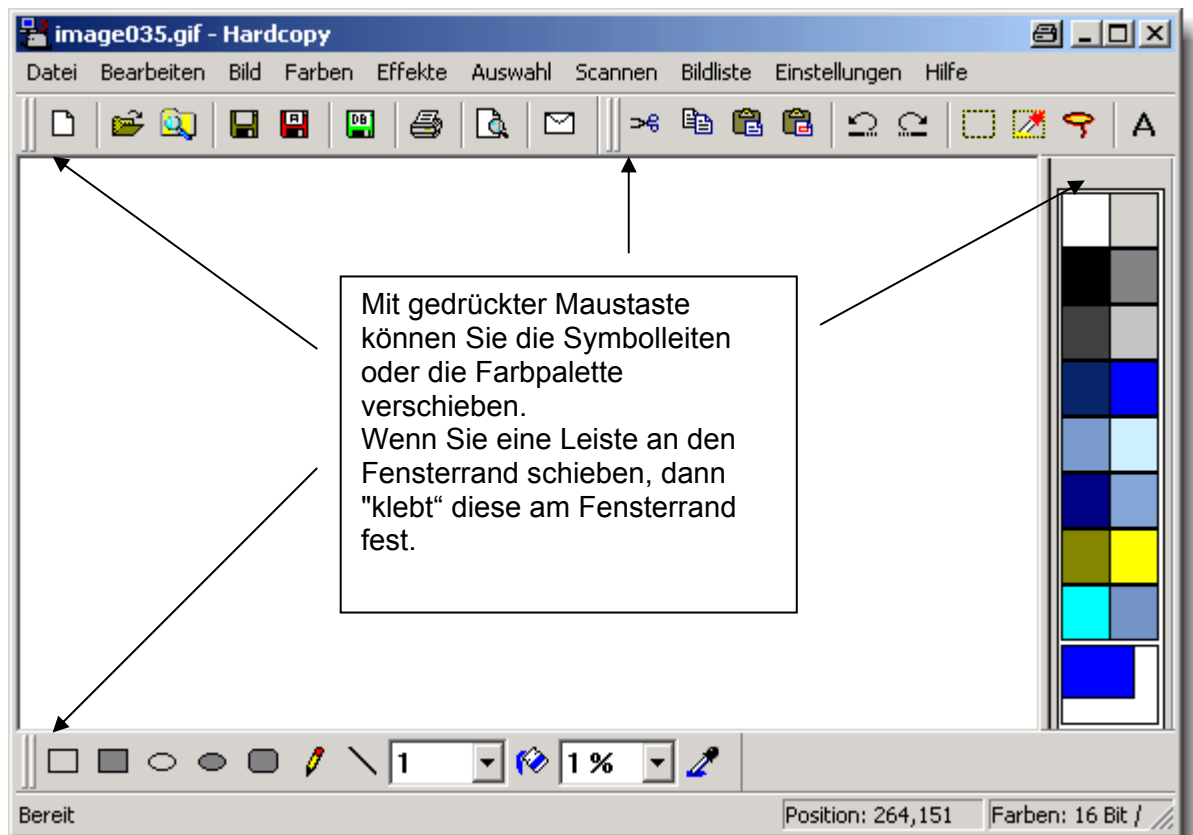 image035.gif - Hardcopy
Datei Bearbeiten Bild Farben Effekte Auswahl Scannen Bildliste Einstellungen Hilfe
DB
A
Mit gedrückter Maustaste
können Sie die Symbolleiten
oder die Farbpalette
verschieben.
Wenn Sie eine Leiste an den
Fensterrand schieben, dann
"klebt“ diese am Fensterrand
fest.
1 1 %
Bereit Position: 264,151 Farben: 16 Bit /